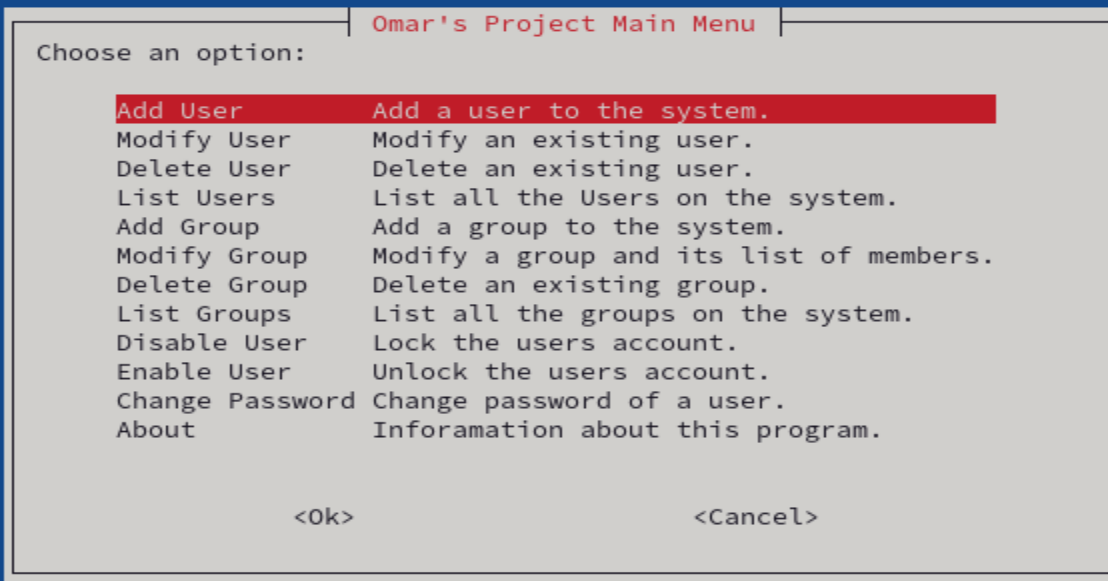 Omar's Project Main Menu
Choose an option:
Add User Add a user to the system.
Modify User Modify an existing user.
Delete User Delete an existing user.
List Users List all the Users on the system.
Add Group Add a group to the system.
Modify Group Modify a group and its list of members.
Delete Group Delete an existing group.
List Groups List all the groups on the system.
Disable User Lock the users account.
Enable User Unlock the users account.
Change Password Change password of a user.
About Inforamation about this program.
<Ok> <Cancel>